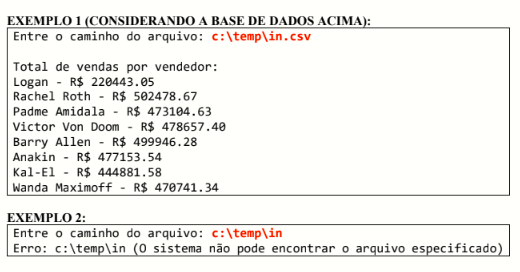 EXEMPLO 1 (CONSIDERANDO A BASE DE DADOS ACIMA):
Entre o caminho do arquivo: c:\temp\in.csv
Total de vendas por vendedor:
Logan - R$ 220443.05
Rachel Roth - R$ 502478.67
Padme Amidala - R$ 473104.63
Victor Von Doom - R$ 478657.40
Barry Allen - R$ 499946.28
Anakin - R$ 477153.54
Kal-El - R$ 444881.58
Wanda Maximoff - R$ 470741.34
EXEMPLO 2:
Entre o caminho do arquivo: c:\temp\in
Erro: c:\temp\in (O sistema não pode encontrar o arquivo especificado)